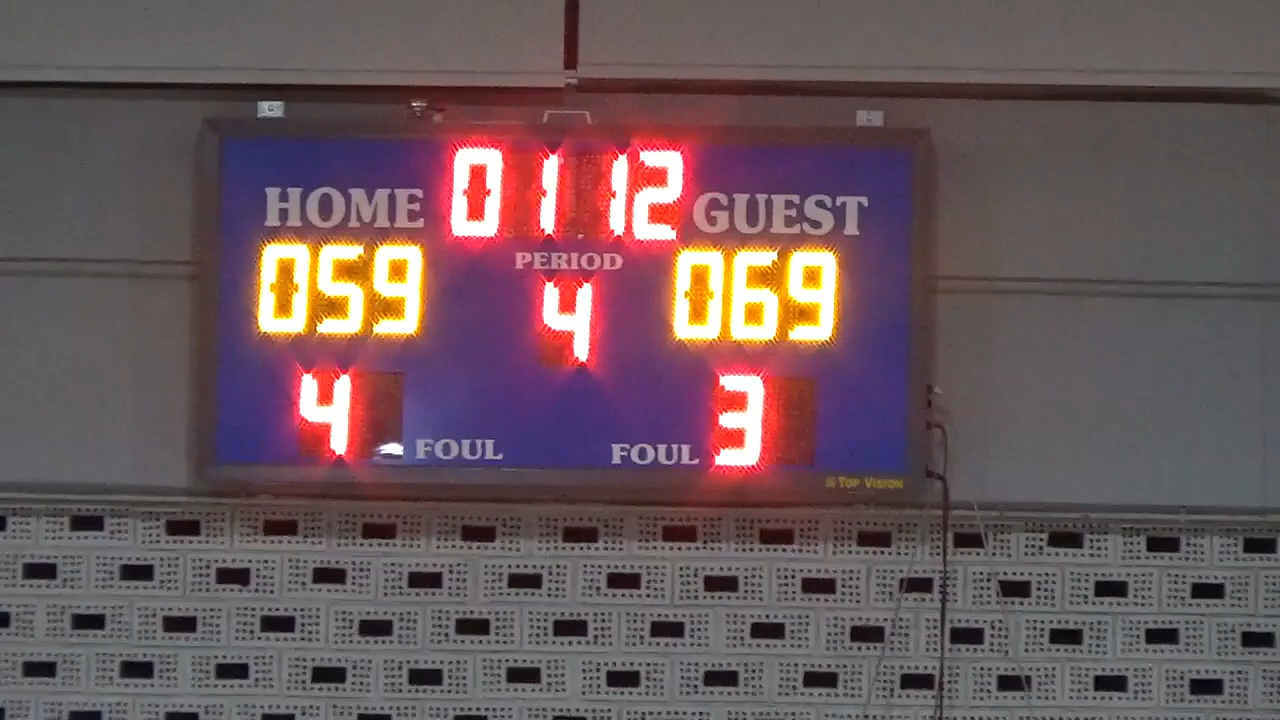 01 12
HOME
GUEST
059
PERIOD
069
4
4
FOUL
FOUL
3
TOP VISION